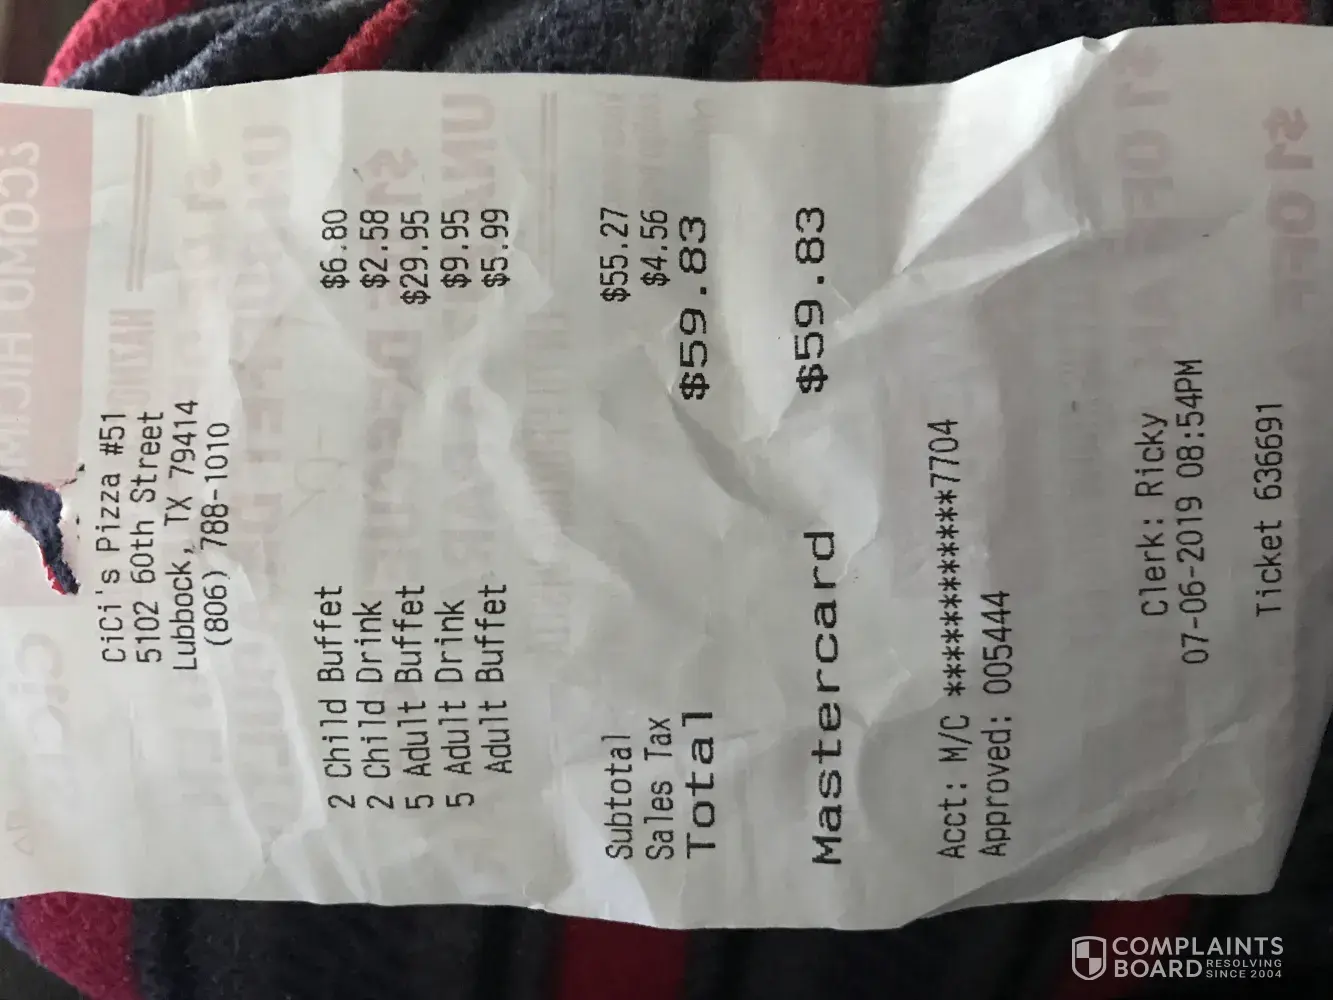 CiCi's Pizza #51
5102 60th Street
Lubbock, TX 79414
(806) 788-1010
2 Child Buffet $6.80
2 Child Drink $2.58
5 Adult Buffet $29.95
5 Adult Drink $9.95
Adult Buffet $5.99
Subtotal $55.27
Sales Tax $4.56
Total $59.83
Mastercard $59.83
Acct: M/C ************7704
Approved: 005444
Clerk: Ricky
07-06-2019 08:54PM
Ticket 636691
COMPLAINTS
BOARD RESOLVING
SINCE 2004